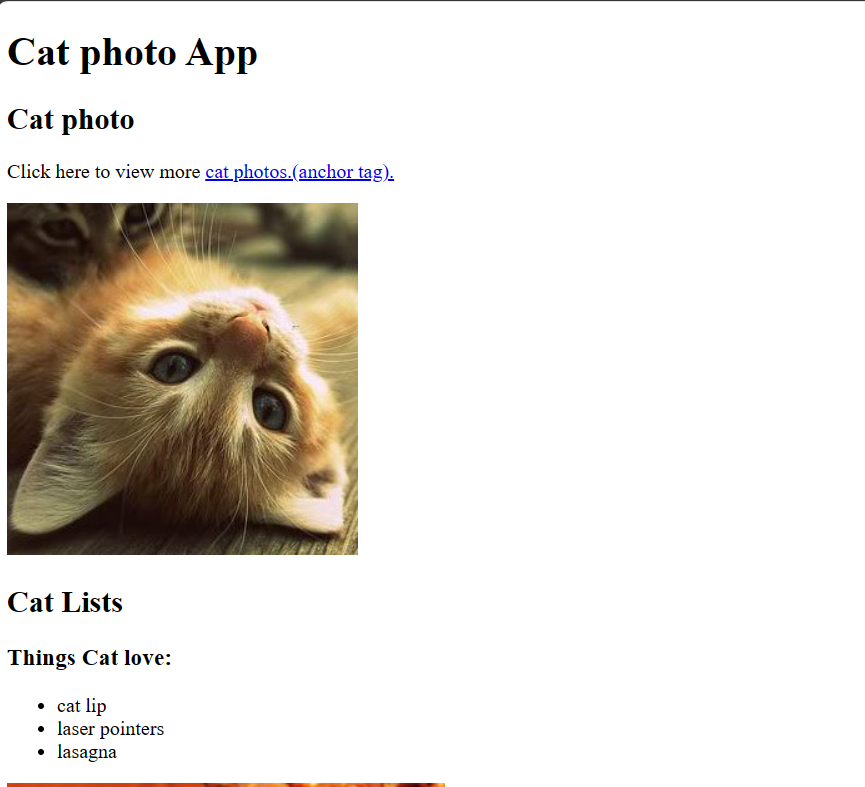 Cat photo App
Cat photo
Click here to view more cat photos.(anchor tag).
Cat Lists
Things Cat love:
cat lip
laser pointers
lasagna